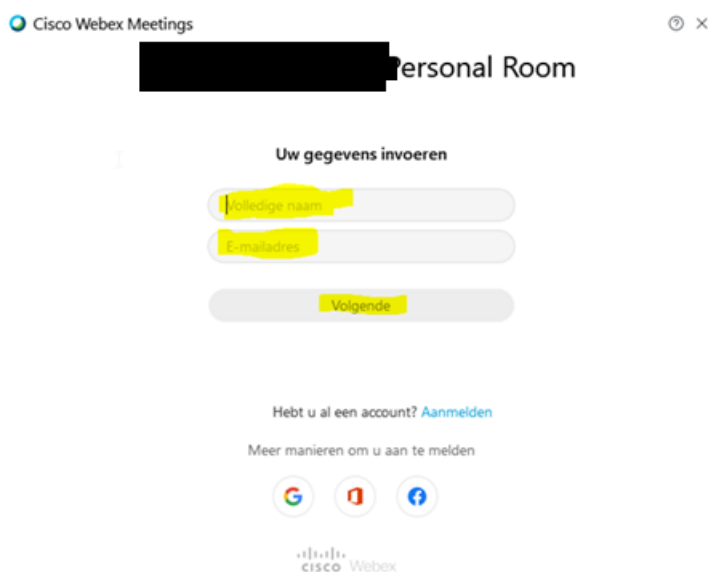 Cisco Webex Meetings
Personal Room
Uw gegevens invoeren
Volledige naam
E-mailadres
Volgende
Hebt u al een account? Aanmelden
Meer manieren om u aan te melden
cisco Webex